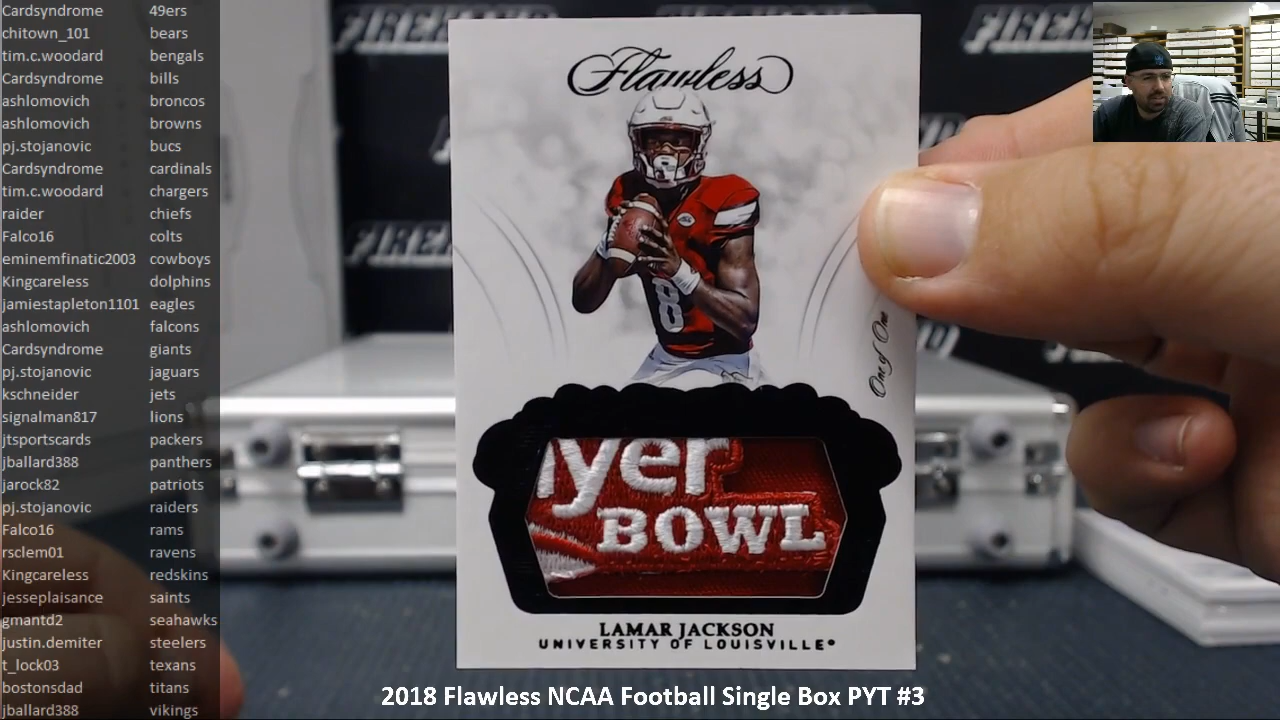 Cardsyndrome 49ers
chitown_101 bears
tim.c.woodard bengals
Cardsyndrome bills
ashlomovich broncos
ashlomovich browns
pj.stojanovic bucs
Cardsyndrome cardinals
tim.c.woodard chargers
raider chiefs
Falco16 colts
eminemfinatic2003 cowboys
Kingcareless dolphins
jamiestapleton1101 eagles
ashlomovich falcons
Cardsyndrome giants
pj.stojanovic jaguars
kschneider jets
signalman817 lions
jtsportscards packers
jballard388 panthers
jarock82 patriots
pj.stojanovic raiders
Falco16 rams
rsclem01 ravens
Kingcareless redskins
jesseplaisance saints
gmantd2 seahawks
justin.demiter steelers
t_lock03 texans
bostonsdad titans
jballard388 vikings
Flawless
8
One of One
yer
BOWL
LAMAR JACKSON
UNIVERSITY OF LOUISVILLE®
2018 Flawless NCAA Football Single Box PYT #3